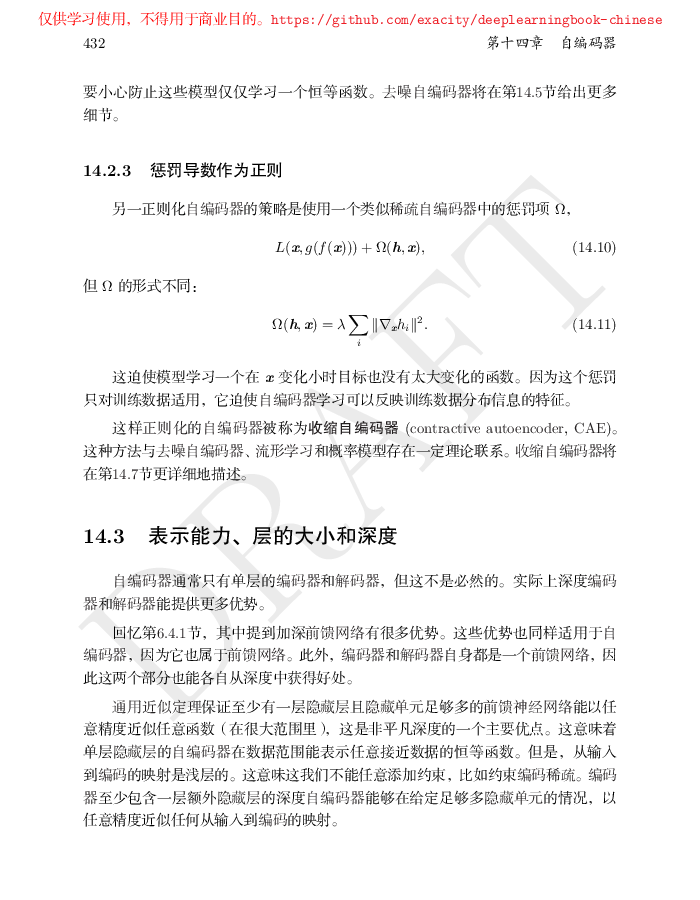 仅供学习使用，不得用于商业目的。https://github.com/exacity/deeplearningbook-chinese
432 第十四章 自编码器
要小心防止这些模型仅仅学习一个恒等函数。去噪自编码器将在第14.5节给出更多
细节。
14.2.3 惩罚导数作为正则
另一正则化自编码器的策略是使用一个类似稀疏自编码器中的惩罚项 Ω，
L(x, g(f(x))) + Ω(h, x), (14.10)
但 Ω 的形式不同：
Ω(h, x) = λ ∑_i ‖∇_x h_i‖². (14.11)
这迫使模型学习一个在 x 变化小时目标也没有太大变化的函数。因为这个惩罚
只对训练数据适用，它迫使自编码器学习可以反映训练数据分布信息的特征。
这样正则化的自编码器被称为收缩自编码器 (contractive autoencoder, CAE)。
这种方法与去噪自编码器、流形学习和概率模型存在一定理论联系。收缩自编码器将
在第14.7节更详细地描述。
14.3 表示能力、层的大小和深度
自编码器通常只有单层的编码器和解码器，但这不是必然的。实际上深度编码
器和解码器能提供更多优势。
回忆第6.4.1节，其中提到加深前馈网络有很多优势。这些优势也同样适用于自
编码器，因为它也属于前馈网络。此外，编码器和解码器自身都是一个前馈网络，因
此这两个部分也能各自从深度中获得好处。
通用近似定理保证至少有一层隐藏层且隐藏单元足够多的前馈神经网络能以任
意精度近似任意函数（在很大范围里），这是非平凡深度的一个主要优点。这意味着
单层隐藏层的自编码器在数据范围能表示任意接近数据的恒等函数。但是，从输入
到编码的映射是浅层的。这意味这我们不能任意添加约束，比如约束编码稀疏。编码
器至少包含一层额外隐藏层的深度自编码器能够在给定足够多隐藏单元的情况，以
任意精度近似任何从输入到编码的映射。
DRAFT